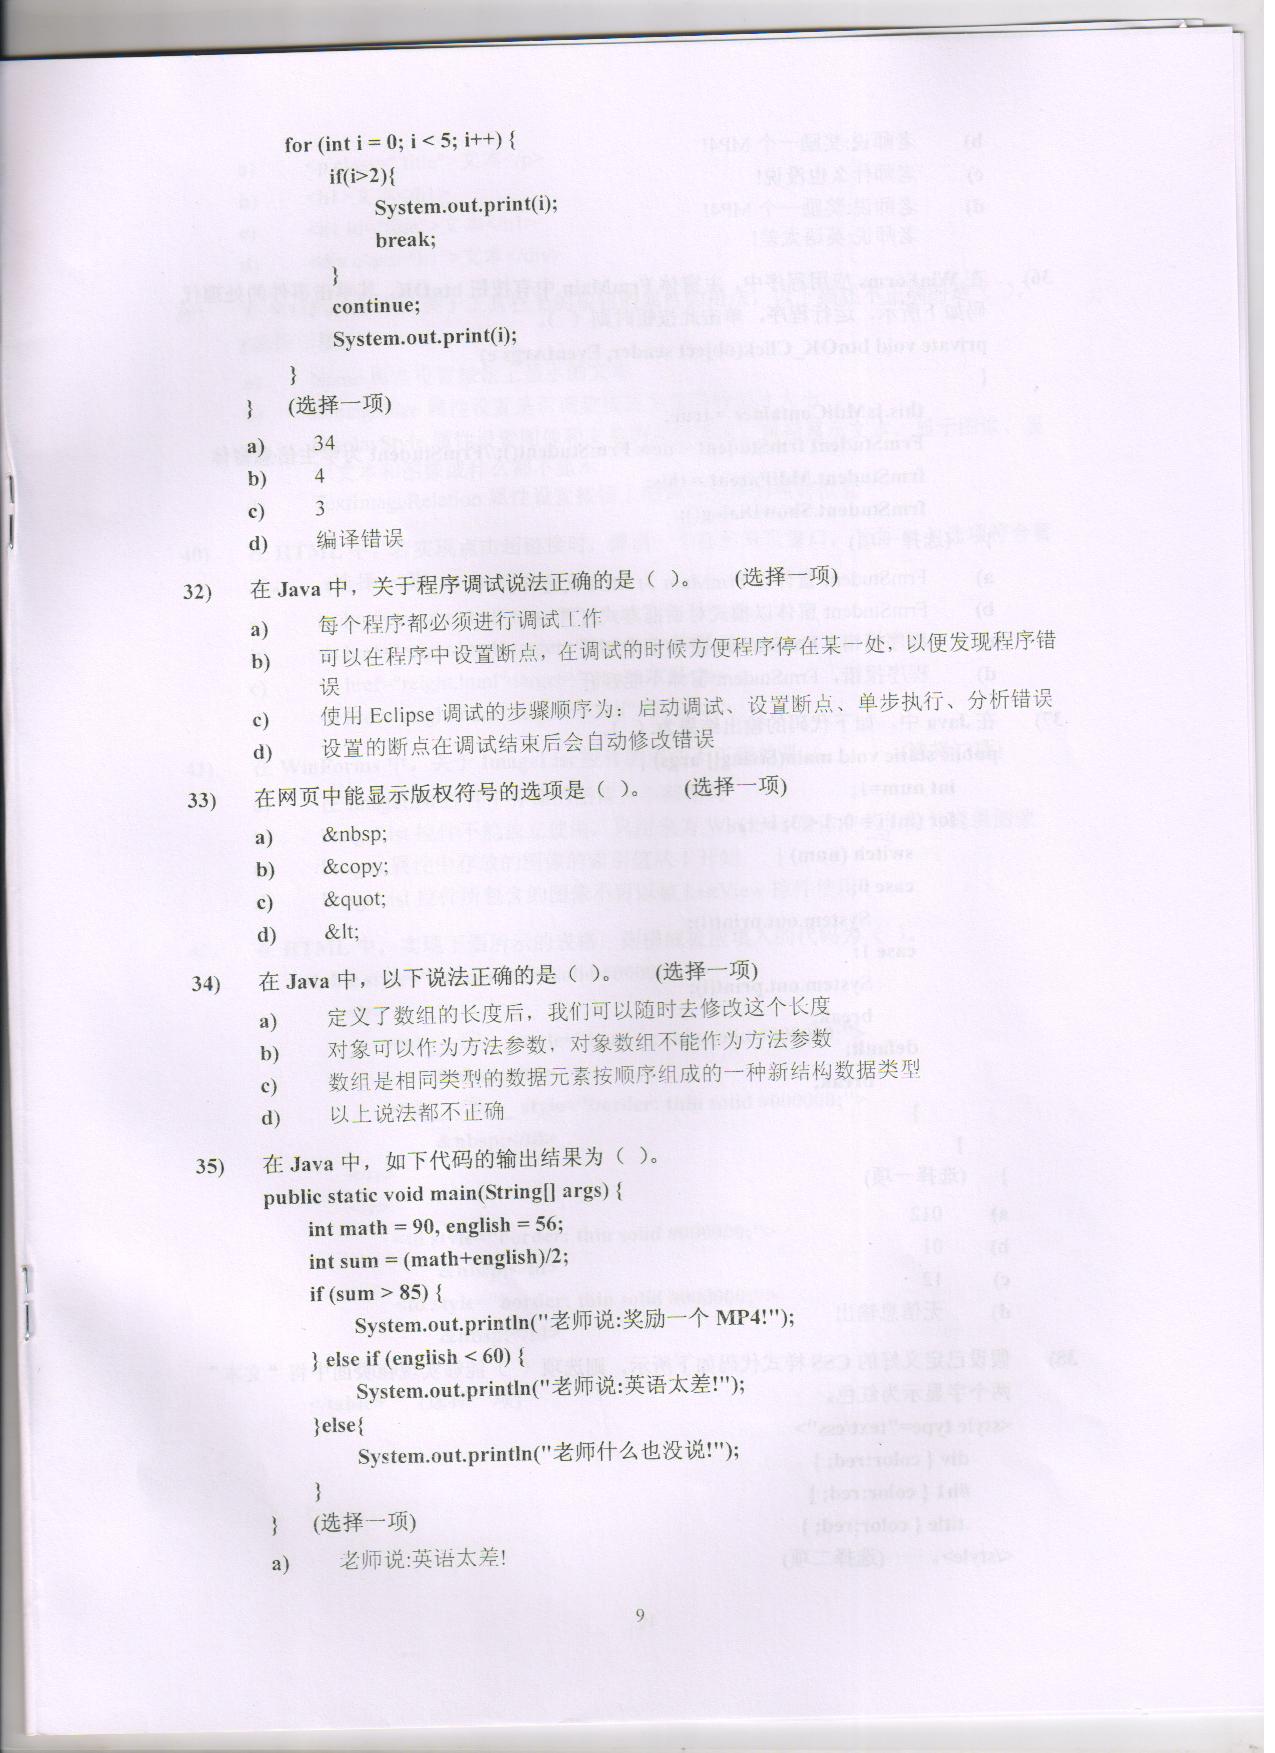 for (int i = 0; i < 5; i++) {
if(i>2){
System.out.print(i);
break;
}
continue;
System.out.print(i);
}
} (选择一项)
a) 34
b) 4
c) 3
d) 编译错误
32) 在 Java 中，关于程序调试说法正确的是（ ）。 (选择一项)
a) 每个程序都必须进行调试工作
b) 可以在程序中设置断点，在调试的时候方便程序停在某一处，以便发现程序错
误
c) 使用 Eclipse 调试的步骤顺序为：启动调试、设置断点、单步执行、分析错误
d) 设置的断点在调试结束后会自动修改错误
33) 在网页中能显示版权符号的选项是（ ）。 (选择一项)
a) &nbsp;
b) &copy;
c) &quot;
d) &lt;
34) 在 Java 中，以下说法正确的是（ ）。 (选择一项)
a) 定义了数组的长度后，我们可以随时去修改这个长度
b) 对象可以作为方法参数，对象数组不能作为方法参数
c) 数组是相同类型的数据元素按顺序组成的一种新结构数据类型
d) 以上说法都不正确
35) 在 Java 中，如下代码的输出结果为（ ）。
public static void main(String[] args) {
int math = 90, english = 56;
int sum = (math+english)/2;
if (sum > 85) {
System.out.println("老师说:奖励一个 MP4!");
} else if (english < 60) {
System.out.println("老师说:英语太差!");
}else{
System.out.println("老师什么也没说!");
}
} (选择一项)
a) 老师说:英语太差!
9